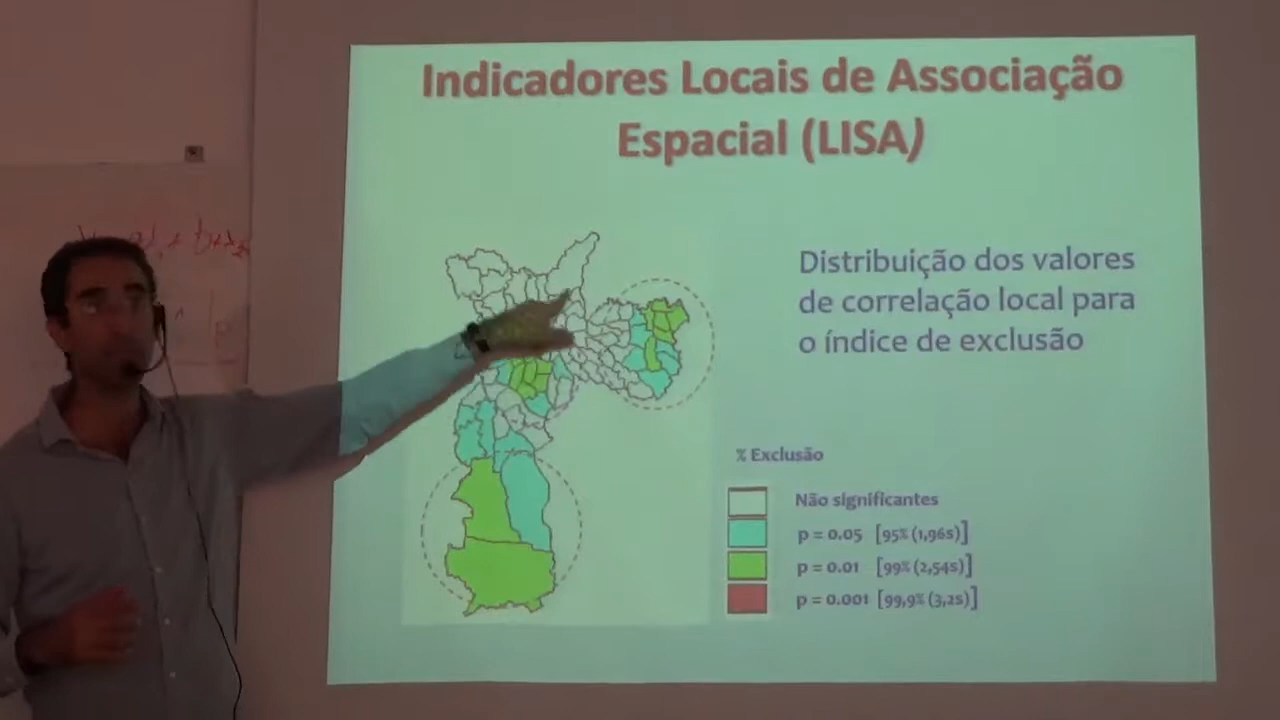 Indicadores Locais de Associação
Espacial (LISA)
Distribuição dos valores
de correlação local para
o índice de exclusão
% Exclusão
Não significantes
p = 0.05 [95% (1,96s)]
p = 0.01 [99% (2,54s)]
p = 0.001 [99,9% (3,2s)]